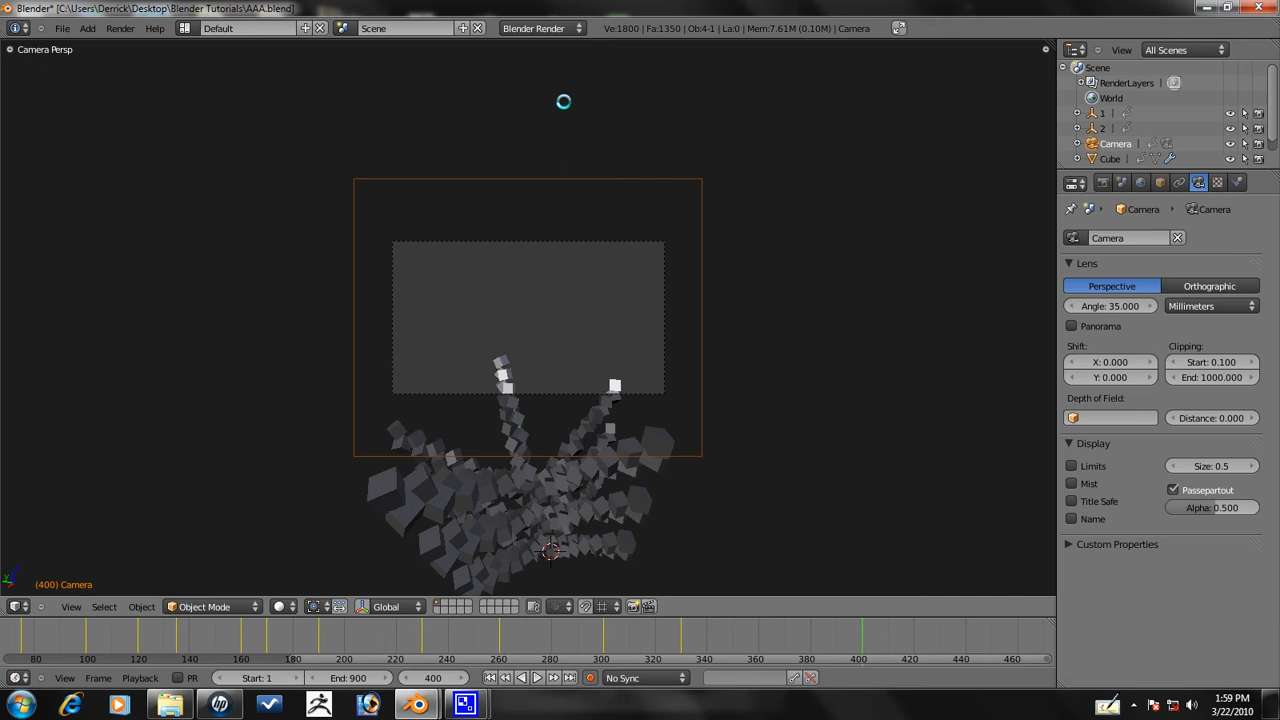 Blender* [C:\Users\Derrick\Desktop\Blender Tutorials\AAA.blend]
File Add Render Help Default Scene Blender Render Ve:1800 | Fa:1350 | Ob:4-1 | La:0 | Mem:7.61M (0.10M) | Camera
Camera Persp
View All Scenes
Scene
RenderLayers
World
1
2
Camera
Cube
Camera Camera
Camera
Lens
Perspective Orthographic
Angle: 35.000 Millimeters
Panorama
Shift: Clipping:
X: 0.000 Start: 0.100
Y: 0.000 End: 1000.000
Depth of Field:
Distance: 0.000
Display
Limits Size: 0.5
Mist Passepartout
Title Safe Alpha: 0.500
Name
Custom Properties
y
(400) Camera
View Select Object Object Mode Global
80 100 120 140 160 180 200 220 240 260 280 300 320 340 360 380 400 420 440 460
View Frame Playback PR Start: 1 End: 900 400 No Sync
hp
1:59 PM
3/22/2010